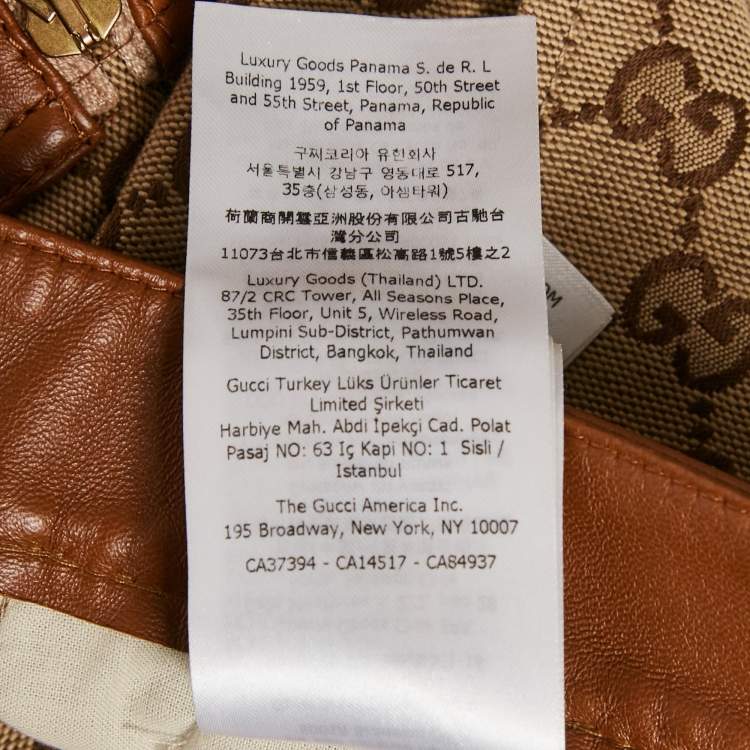 Luxury Goods Panama S. de R. L
Building 1959, 1st Floor, 50th Street
and 55th Street, Panama, Republic
of Panama
구찌코리아 유한회사
서울특별시 강남구 영동대로 517,
35층(삼성동, 아셈타워)
荷蘭商開雲亞洲股份有限公司古馳台
灣分公司
11073台北市信義區松高路1號5樓之2
Luxury Goods (Thailand) LTD.
87/2 CRC Tower, All Seasons Place,
35th Floor, Unit 5, Wireless Road,
Lumpini Sub-District, Pathumwan
District, Bangkok, Thailand
Gucci Turkey Lüks Ürünler Ticaret
Limited Şirketi
Harbiye Mah. Abdi İpekçi Cad. Polat
Pasaj NO: 63 Iç Kapi NO: 1 Sisli /
Istanbul
The Gucci America Inc.
195 Broadway, New York, NY 10007
CA37394 - CA14517 - CA84937